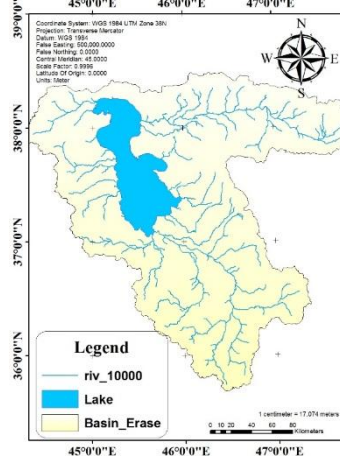 45°0'0"E 46°0'0"E 47°0'0"E
39°0'0"N
Coordinate System: WGS 1984 UTM Zone 38N
Projection: Transverse Mercator
Datum: WGS 1984
False Easting: 500,000.0000
False Northing: 0.0000
Central Meridian: 45.0000
Scale Factor: 0.9996
Latitude Of Origin: 0.0000
Units: Meter
N
W E
S
38°0'0"N
37°0'0"N
36°0'0"N
Legend
riv_10000
Lake
Basin_Erase
1 centimeter = 17,074 meters
0 10 20 40 60 80
Kilometers
45°0'0"E 46°0'0"E 47°0'0"E